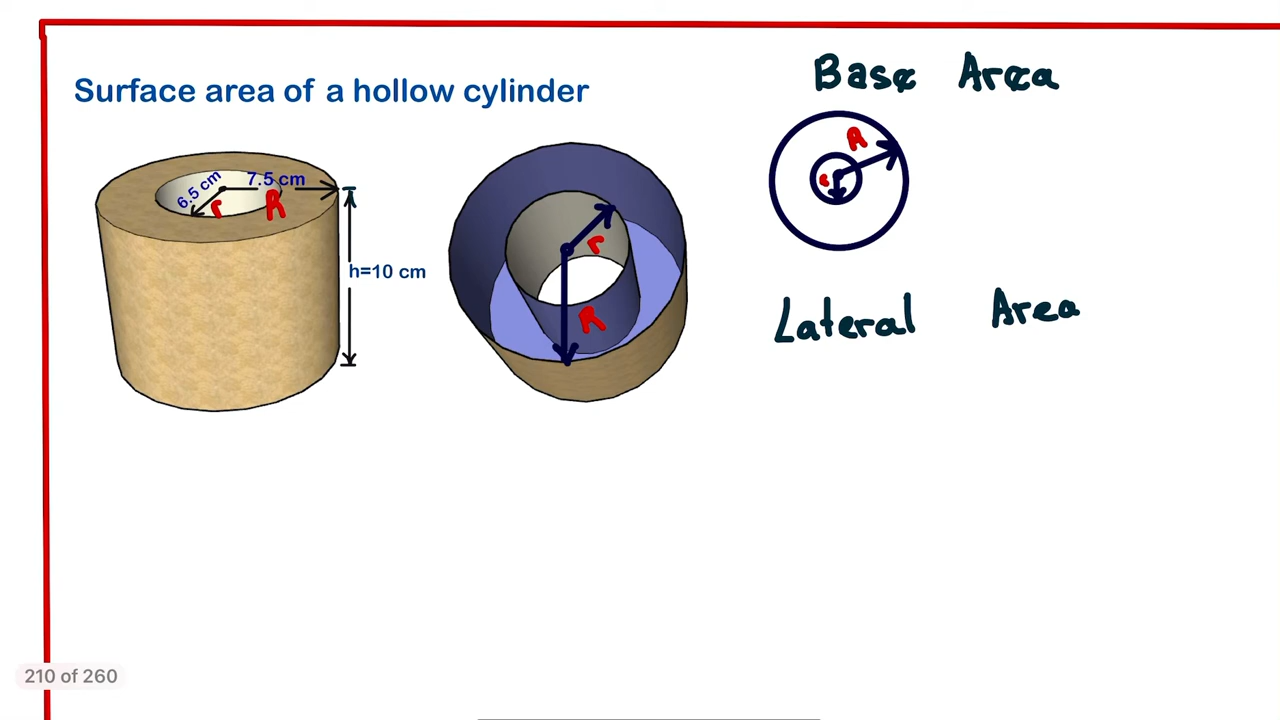 Surface area of a hollow cylinder
Base Area
R
r
6.5 cm
7.5 cm
r
R
h=10 cm
r
R
Lateral Area
210 of 260